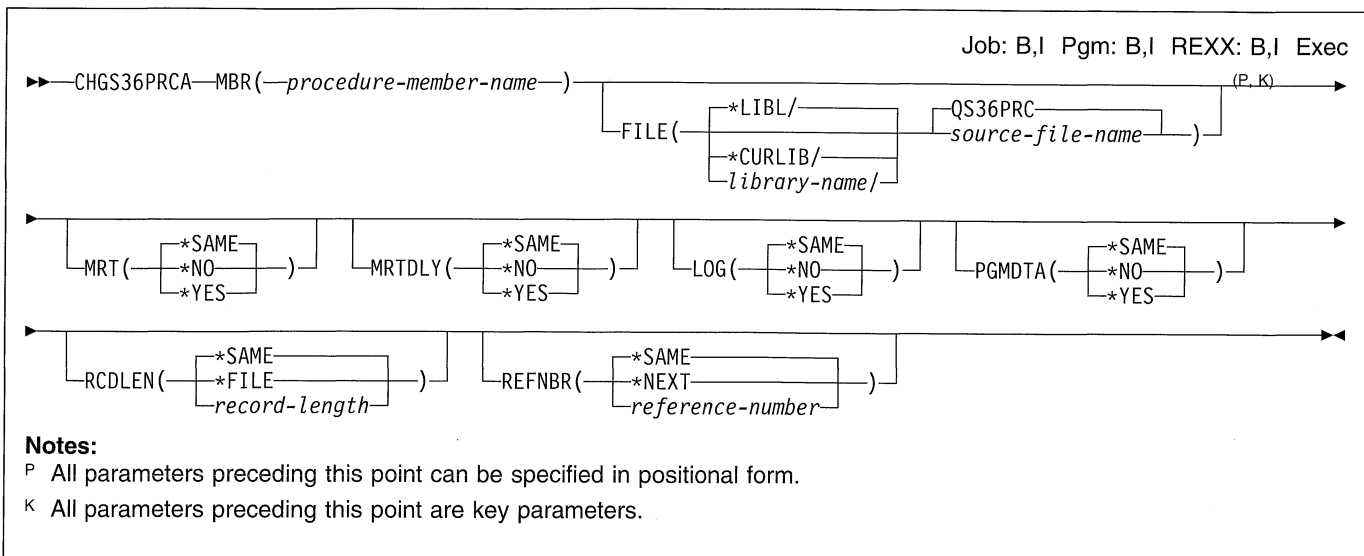 Job: B,I Pgm: B,I REXX: B,I Exec
CHGS36PRCA MBR( procedure-member-name ) (P, K)
FILE( *LIBL/ QS36PRC )
*CURLIB/ source-file-name
library-name/
MRT( *SAME ) MRTDLY( *SAME ) LOG( *SAME ) PGMDTA( *SAME )
*NO *NO *NO *NO
*YES *YES *YES *YES
RCDLEN( *SAME ) REFNBR( *SAME )
*FILE *NEXT
record-length reference-number
Notes:
P All parameters preceding this point can be specified in positional form.
K All parameters preceding this point are key parameters.